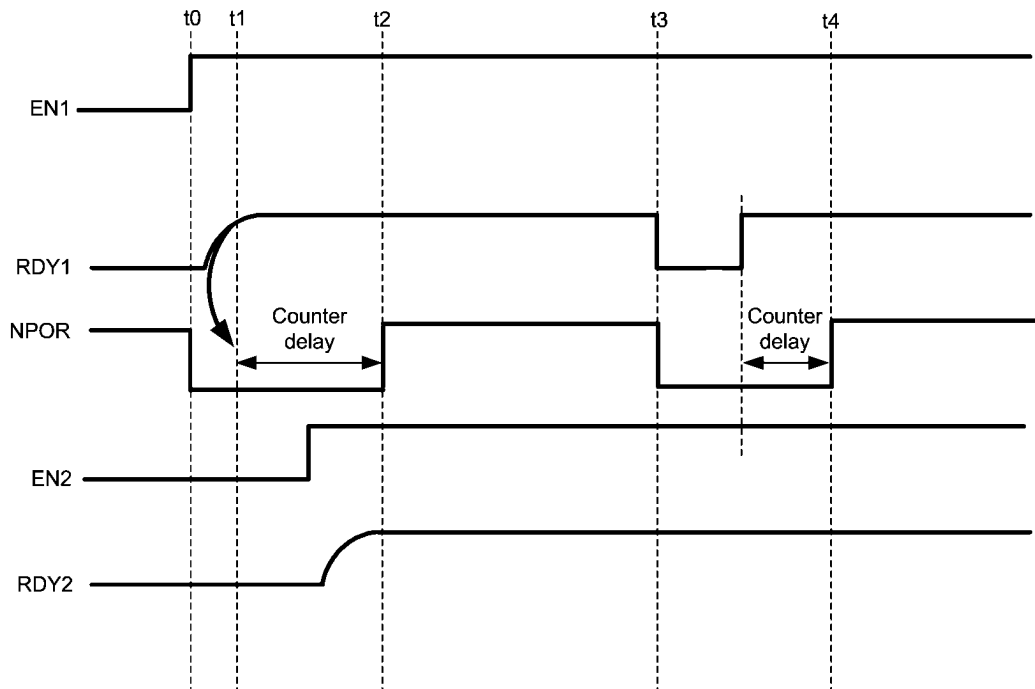 t0
t1
t2
t3
t4
EN1
RDY1
NPOR
Counter
delay
Counter
delay
EN2
RDY2